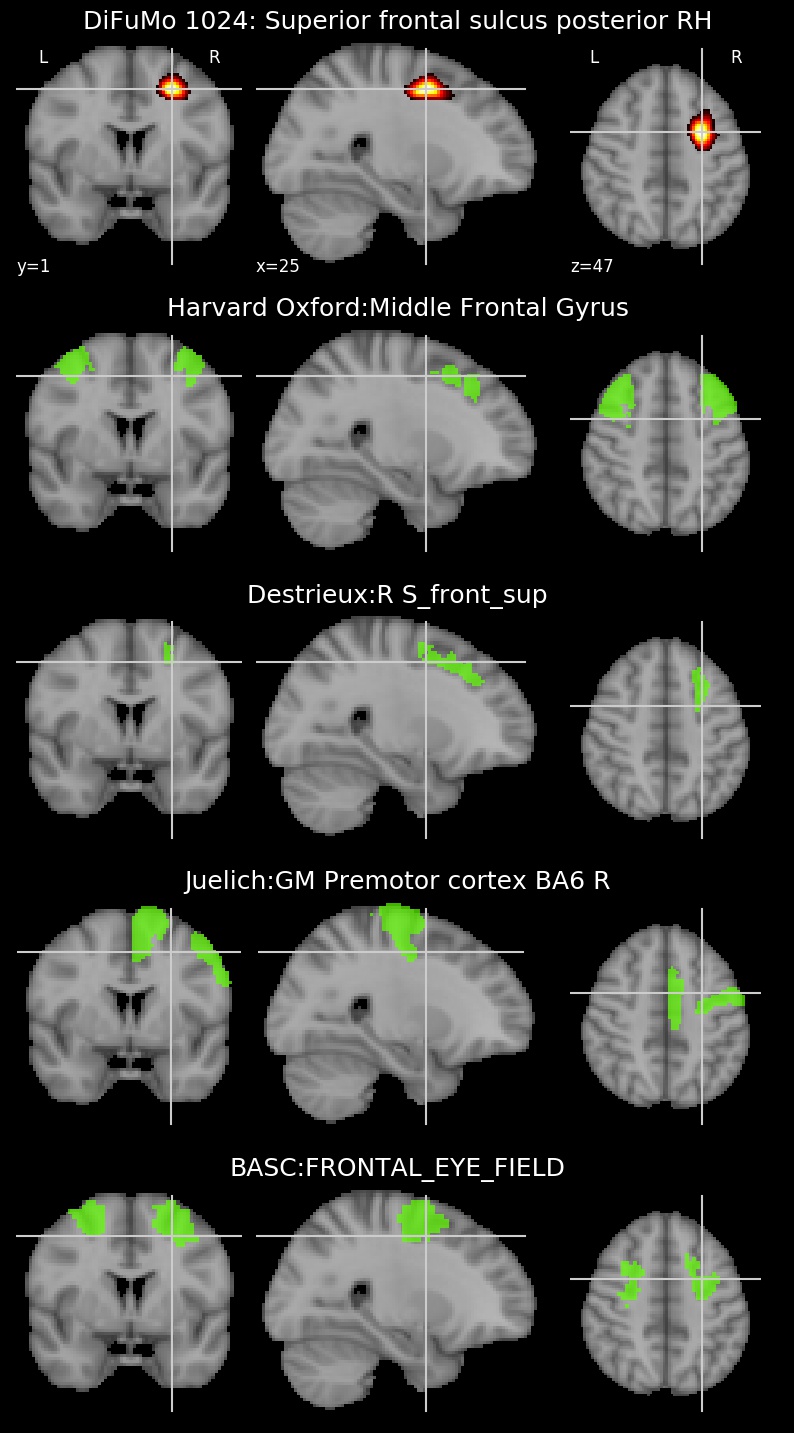 DiFuMo 1024: Superior frontal sulcus posterior RH
L R L R
y=1 x=25 z=47
Harvard Oxford:Middle Frontal Gyrus
Destrieux:R S_front_sup
Juelich:GM Premotor cortex BA6 R
BASC:FRONTAL_EYE_FIELD